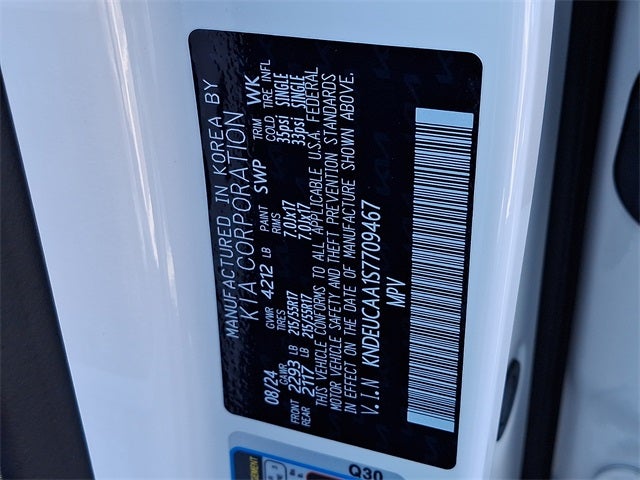 MANUFACTURED IN KOREA BY
KIA CORPORATION
08/24 GVWR 4212 LB PAINT SWP TRIM WK
GAWR TIRES RIMS COLD TIRE INFL
FRONT 2293 LB 215/55R17 7.0Jx17 35psi SINGLE
REAR 2117 LB 215/55R17 7.0Jx17 33psi SINGLE
THIS VEHICLE CONFORMS TO ALL APPLICABLE U.S.A. FEDERAL
MOTOR VEHICLE SAFETY AND THEFT PREVENTION STANDARDS
IN EFFECT ON THE DATE OF MANUFACTURE SHOWN ABOVE.
V.I.N KNDEUCAA1S7709467
MPV
Q30